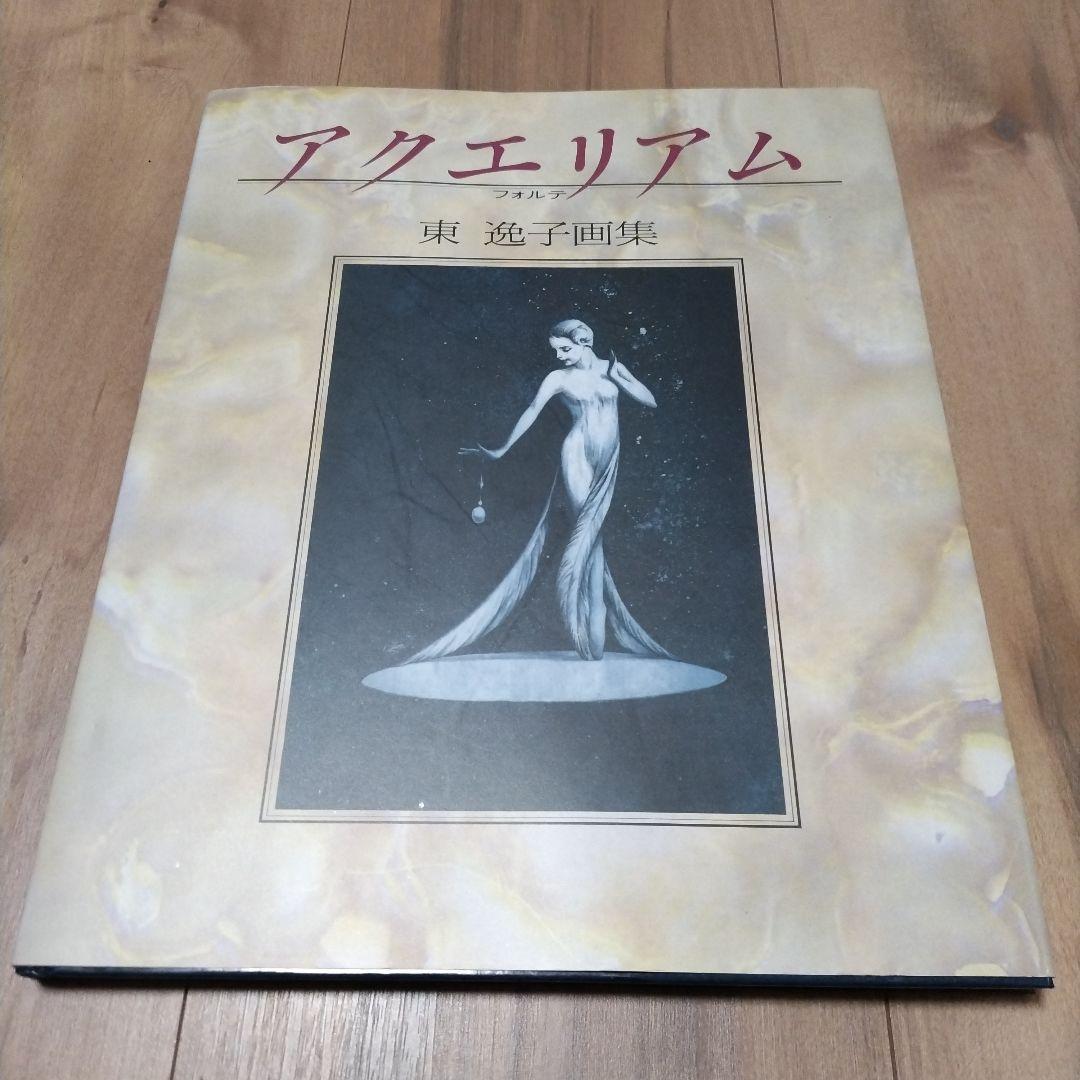 アクエリアム
フォルテ
東 逸子画集